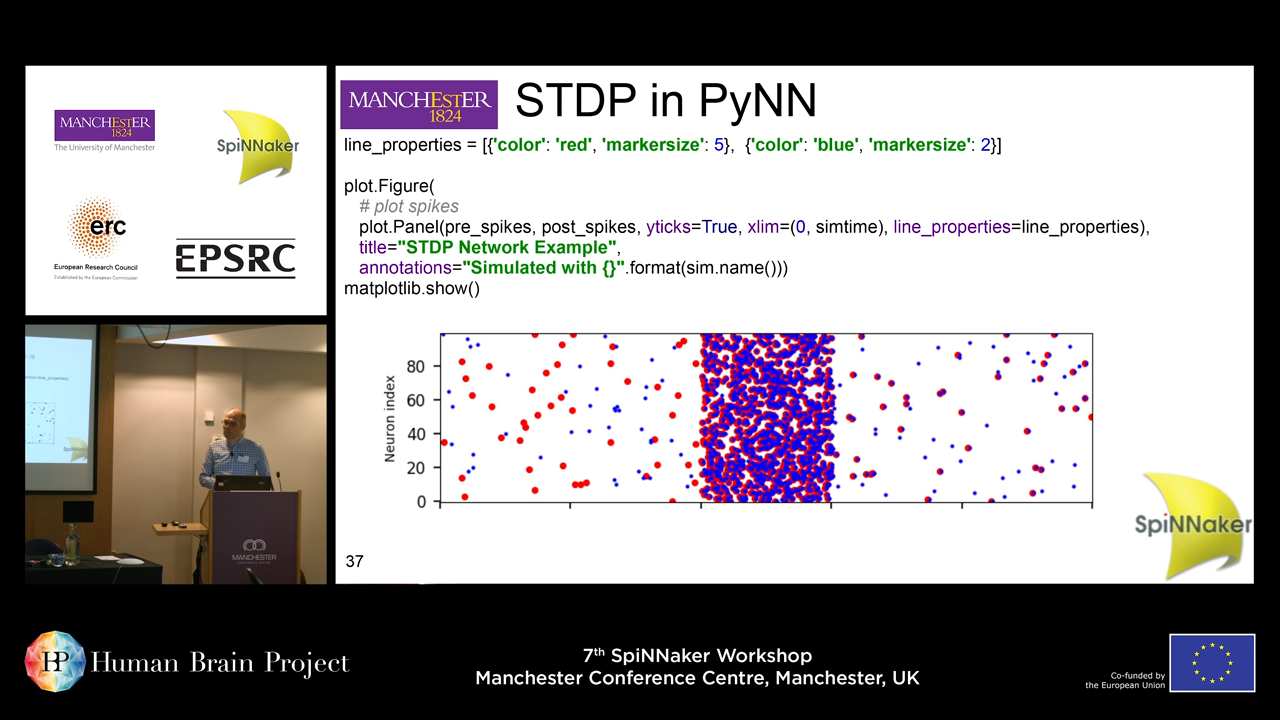 MANCHESTER
1824
The University of Manchester
SpiNNaker
erc
European Research Council
Established by the European Commission
EPSRC
MANCHESTER
1824
STDP in PyNN
line_properties = [{'color': 'red', 'markersize': 5}, {'color': 'blue', 'markersize': 2}]
plot.Figure(
# plot spikes
plot.Panel(pre_spikes, post_spikes, yticks=True, xlim=(0, simtime), line_properties=line_properties),
title="STDP Network Example",
annotations="Simulated with {}".format(sim.name()))
matplotlib.show()
Neuron index
80
60
40
20
0
SpiNNaker
37
MANCHESTER
HP Human Brain Project
7th SpiNNaker Workshop
Manchester Conference Centre, Manchester, UK
Co-funded by
the European Union